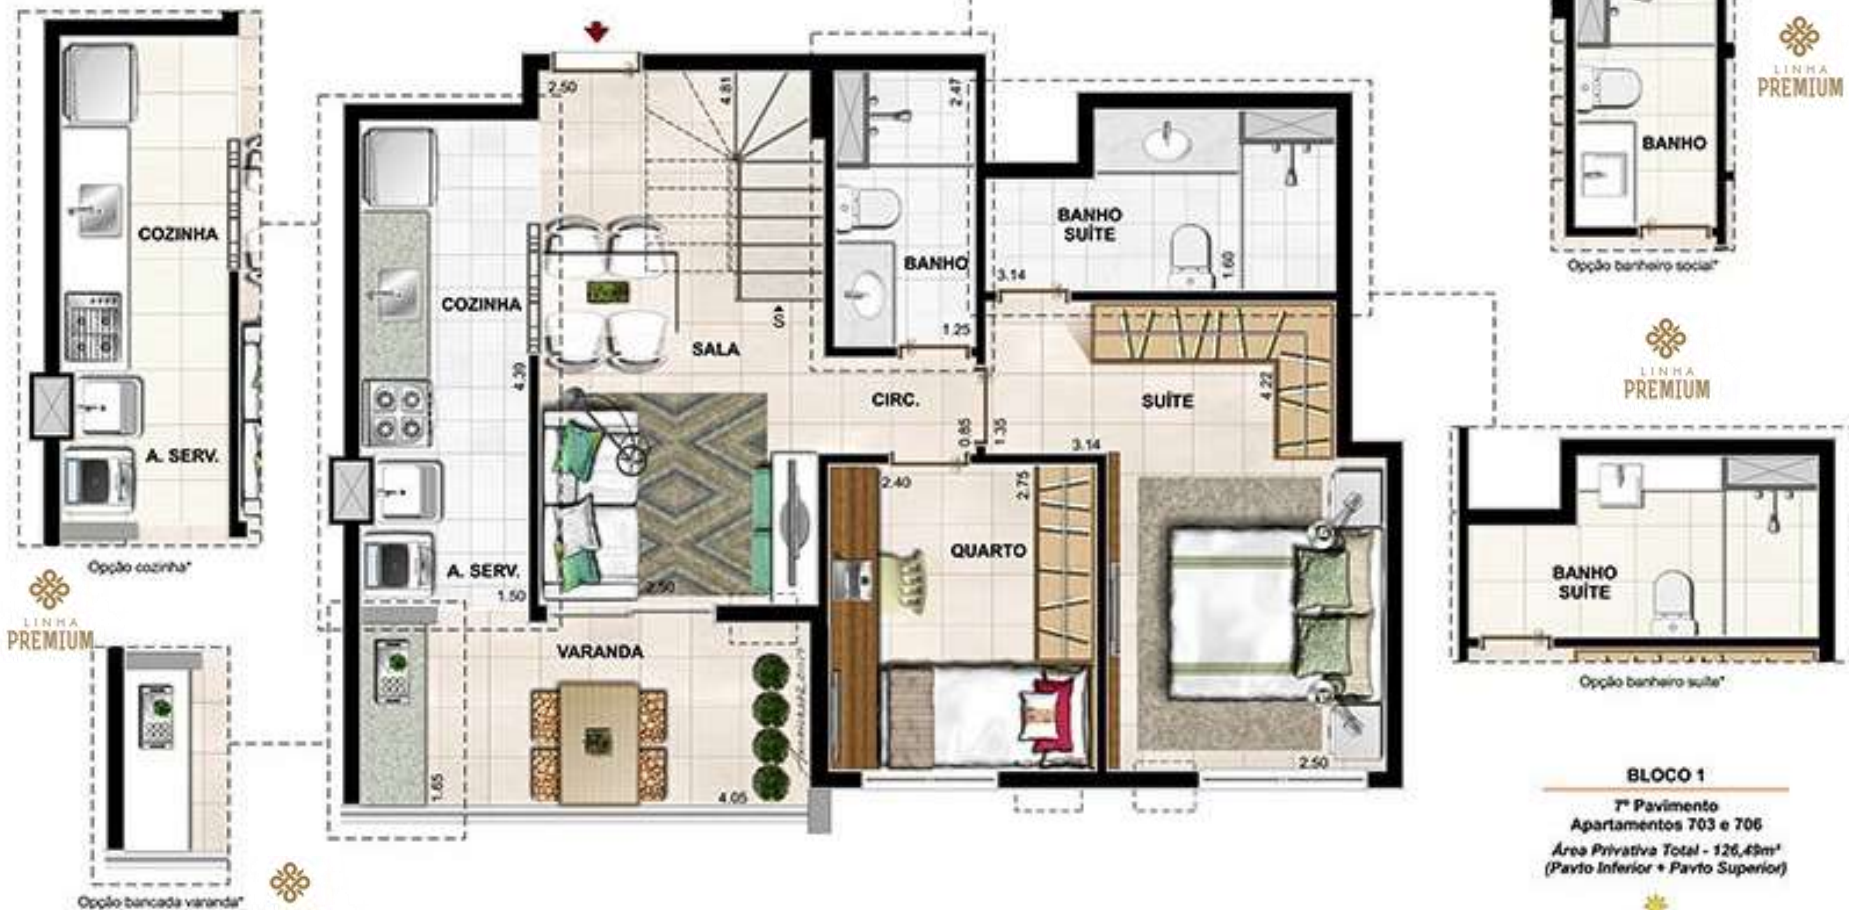 COZINHA
A. SERV.
Opção cozinha*
LINHA
PREMIUM
Opção bancada varanda*
2.50
4.81
2.47
COZINHA
BANHO
BANHO
SUÍTE
3.14
1.60
1.25
S
SALA
4.39
CIRC.
0.85
1.35
SUÍTE
4.22
3.14
2.40
2.75
QUARTO
A. SERV.
1.50
2.50
VARANDA
1.65
4.05
2.50
BANHO
Opção banheiro social*
LINHA
PREMIUM
LINHA
PREMIUM
BANHO
SUÍTE
Opção banheiro suíte*
BLOCO 1
7º Pavimento
Apartamentos 703 e 706
Área Privativa Total - 126,49m²
(Pavto Inferior + Pavto Superior)